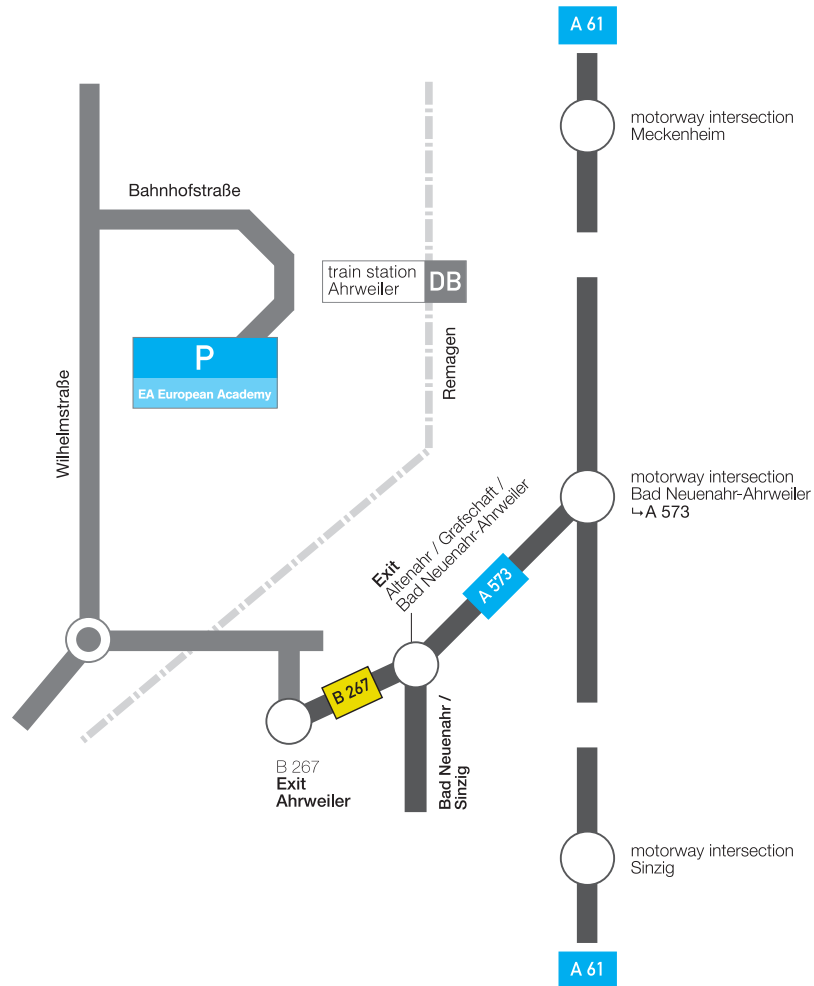 A 61
motorway intersection
Meckenheim
Bahnhofstraße
train station
Ahrweiler
DB
Remagen
P
EA European Academy
Wilhelmstraße
motorway intersection
Bad Neuenahr-Ahrweiler
↳A 573
Exit
Altenahr / Grafschaft /
Bad Neuenahr-Ahrweiler
A 573
B 267
Bad Neuenahr /
Sinzig
B 267
Exit
Ahrweiler
motorway intersection
Sinzig
A 61